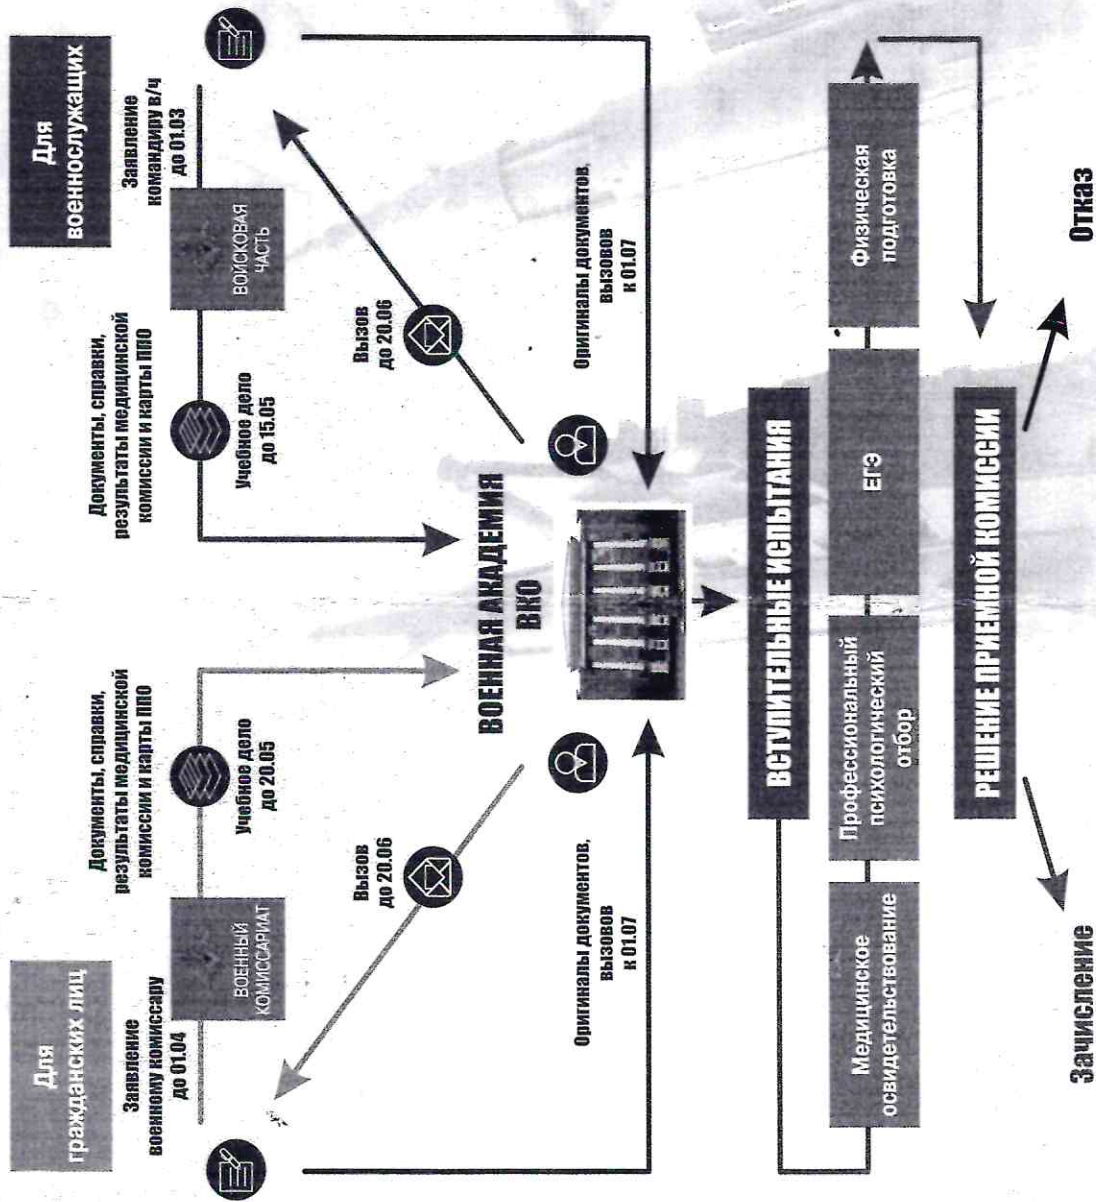 Для
гражданских лиц
Заявление
военному комиссару
до 01.04
ВОЕННЫЙ
КОМИССАРИАТ
Документы, справки,
результаты медицинской
комиссии и карты ППО
Учебное дело
до 20.05
Вызов
до 20.06
Оригиналы документов,
вызовов
к 01.07
Для
военнослужащих
Заявление
командиру в/ч
до 01.03
ВОЙСКОВАЯ
ЧАСТЬ
Документы, справки,
результаты медицинской
комиссии и карты ППО
Учебное дело
до 15.05
Вызов
до 20.06
Оригиналы документов,
вызовов
к 01.07
ВОЕННАЯ АКАДЕМИЯ
ВКО
ВСТУПИТЕЛЬНЫЕ ИСПЫТАНИЯ
Медицинское
освидетельствование
Профессиональный
психологический
отбор
ЕГЭ
Физическая
подготовка
РЕШЕНИЕ ПРИЕМНОЙ КОМИССИИ
Зачисление
Отказ